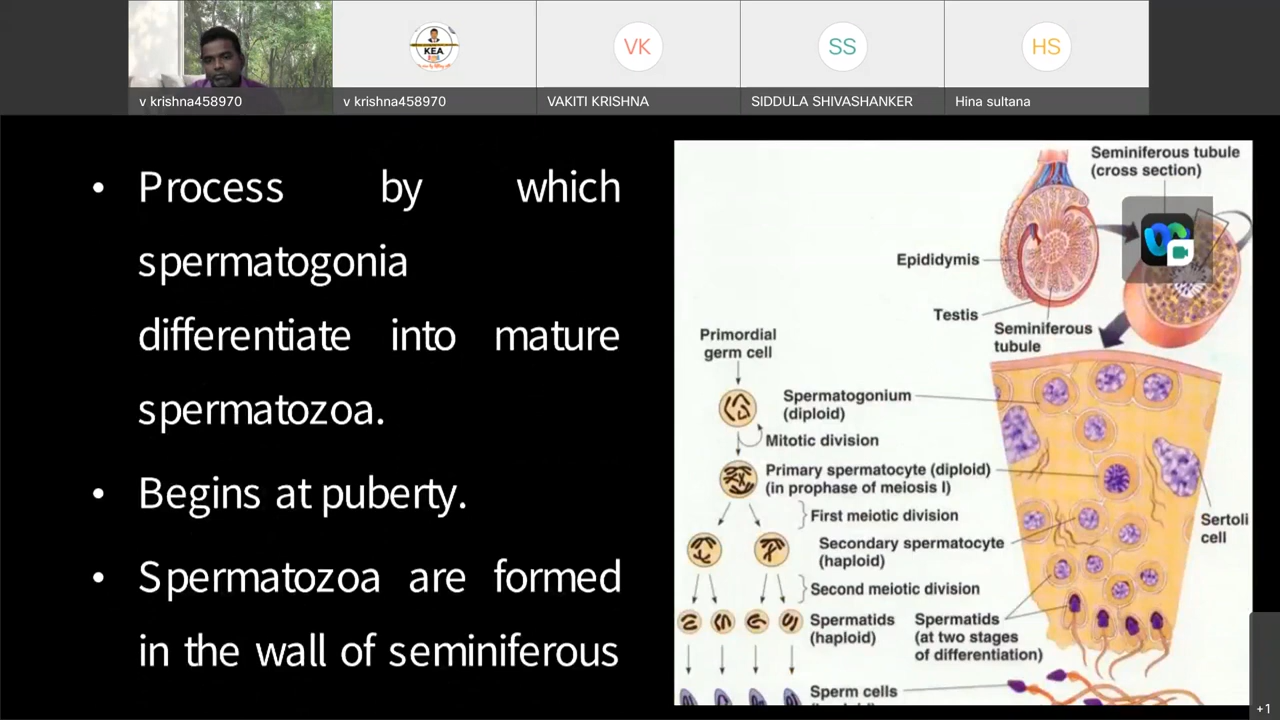 KEA
VK
SS
HS
v krishna458970
v krishna458970
VAKITI KRISHNA
SIDDULA SHIVASHANKER
Hina sultana
• Process by which
spermatogonia
differentiate into mature
spermatozoa.
• Begins at puberty.
• Spermatozoa are formed
in the wall of seminiferous
Seminiferous tubule
(cross section)
Epididymis
Testis
Seminiferous
tubule
Primordial
germ cell
Spermatogonium
(diploid)
Mitotic division
Primary spermatocyte (diploid)
(in prophase of meiosis I)
First meiotic division
Sertoli
cell
Secondary spermatocyte
(haploid)
Second meiotic division
Spermatids
(haploid)
Spermatids
(at two stages
of differentiation)
Sperm cells
+1